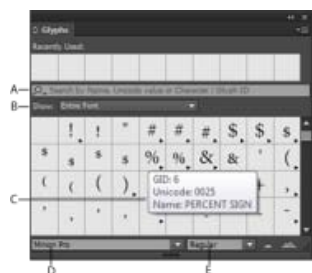 Glyphs
Recently Used:
A
Search by Name, Unicode value or Character / Glyph ID
B
Show: Entire Font
! ! " # # # $ $ $
$ $ $ $ % % & & ' (
GID: 6
Unicode: 0025
Name: PERCENT SIGN
C
( ( ( )
Minion Pro
Regular
D
E